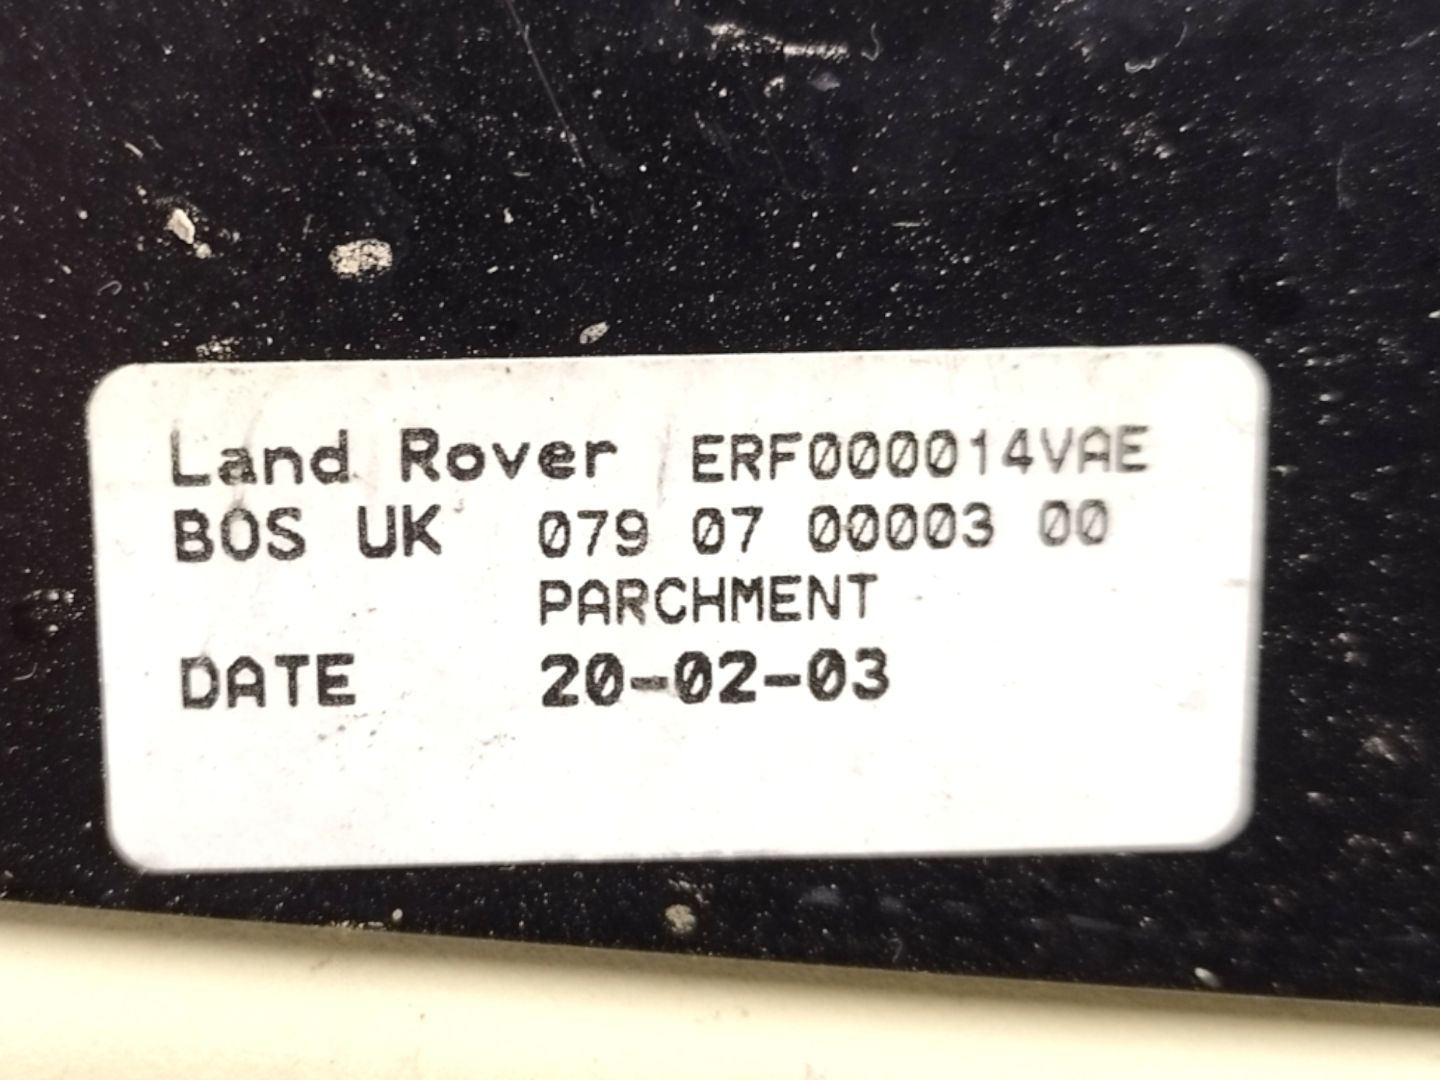 Land Rover ERF000014VAE
BOS UK 079 07 00003 00
PARCHMENT
DATE 20-02-03